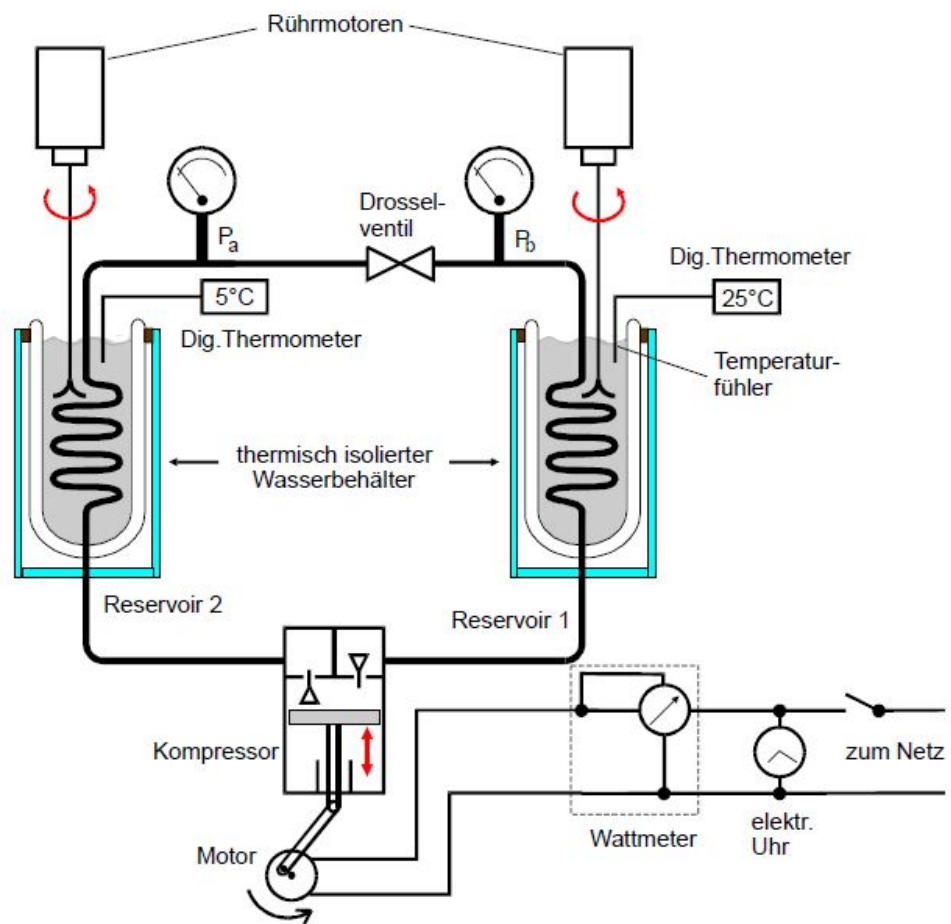 Rührmotoren
Drossel-
ventil
Pa
Pb
Dig.Thermometer
5°C
25°C
Dig.Thermometer
Temperatur-
fühler
thermisch isolierter
Wasserbehälter
Reservoir 2
Reservoir 1
Kompressor
zum Netz
Wattmeter
elektr.
Uhr
Motor